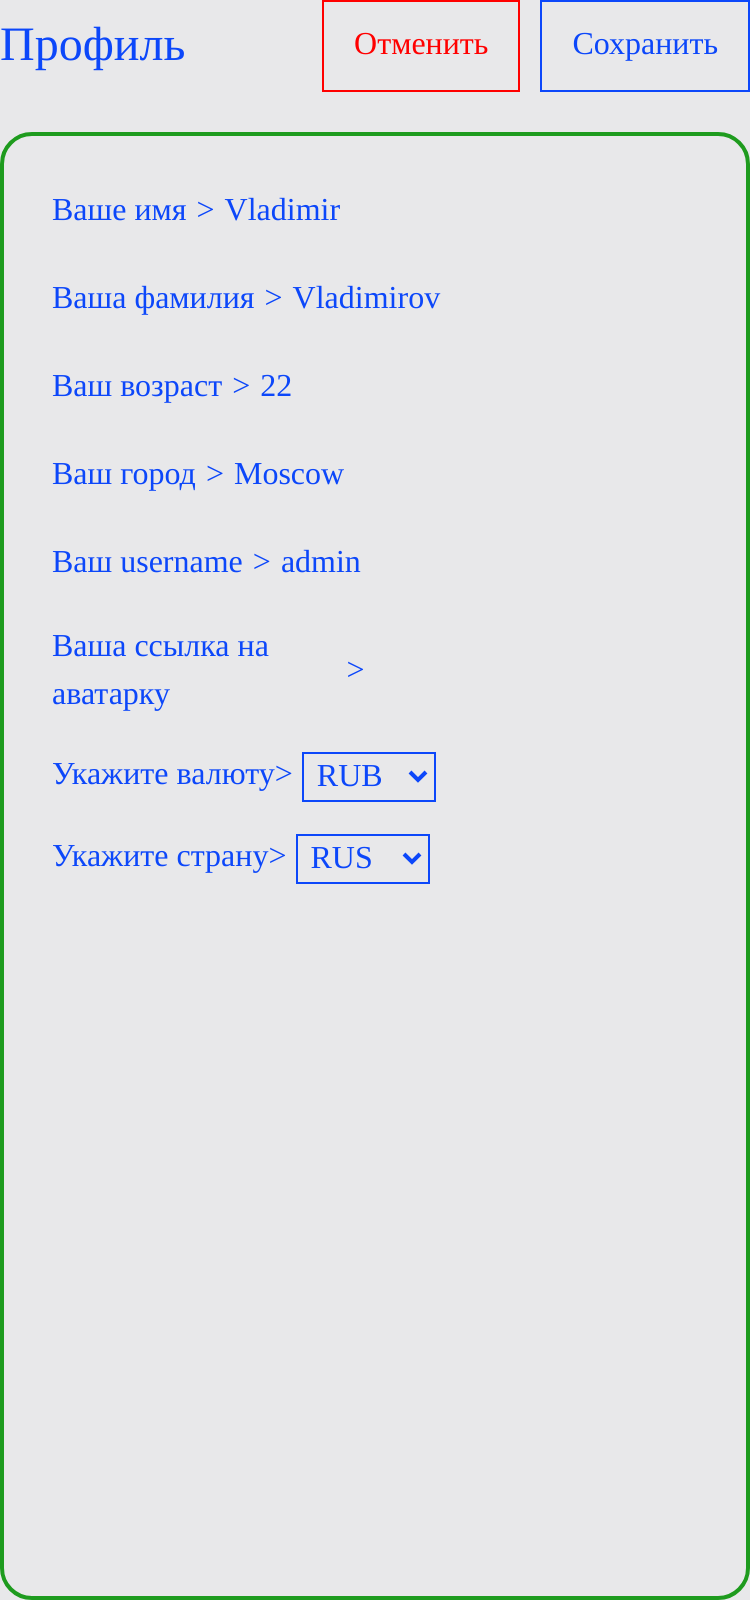 Профиль
Отменить
Сохранить
Ваше имя > Vladimir
Ваша фамилия > Vladimirov
Ваш возраст > 22
Ваш город > Moscow
Ваш username > admin
Ваша ссылка на
аватарку >
Укажите валюту> RUB
Укажите страну> RUS